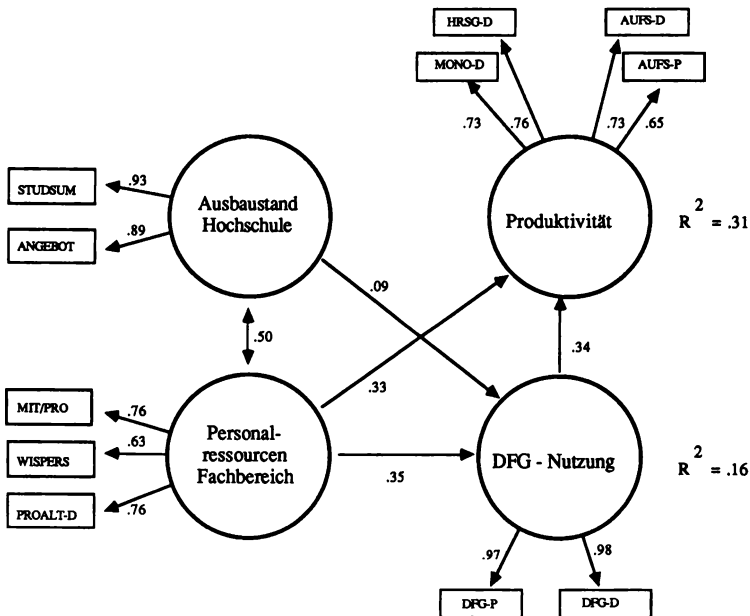 HRSG-D
AUFS-D
MONO-D
AUFS-P
.73
.76
.73
.65
STUDSUM
.93
ANGEBOT
.89
Ausbaustand
Hochschule
Produktivität
R² = .31
.09
.50
.33
.34
MIT/PRO
.76
WISPERS
.63
PROALT-D
.76
Personal-
ressourcen
Fachbereich
.35
DFG - Nutzung
R² = .16
.97
.98
DFG-P
DFG-D